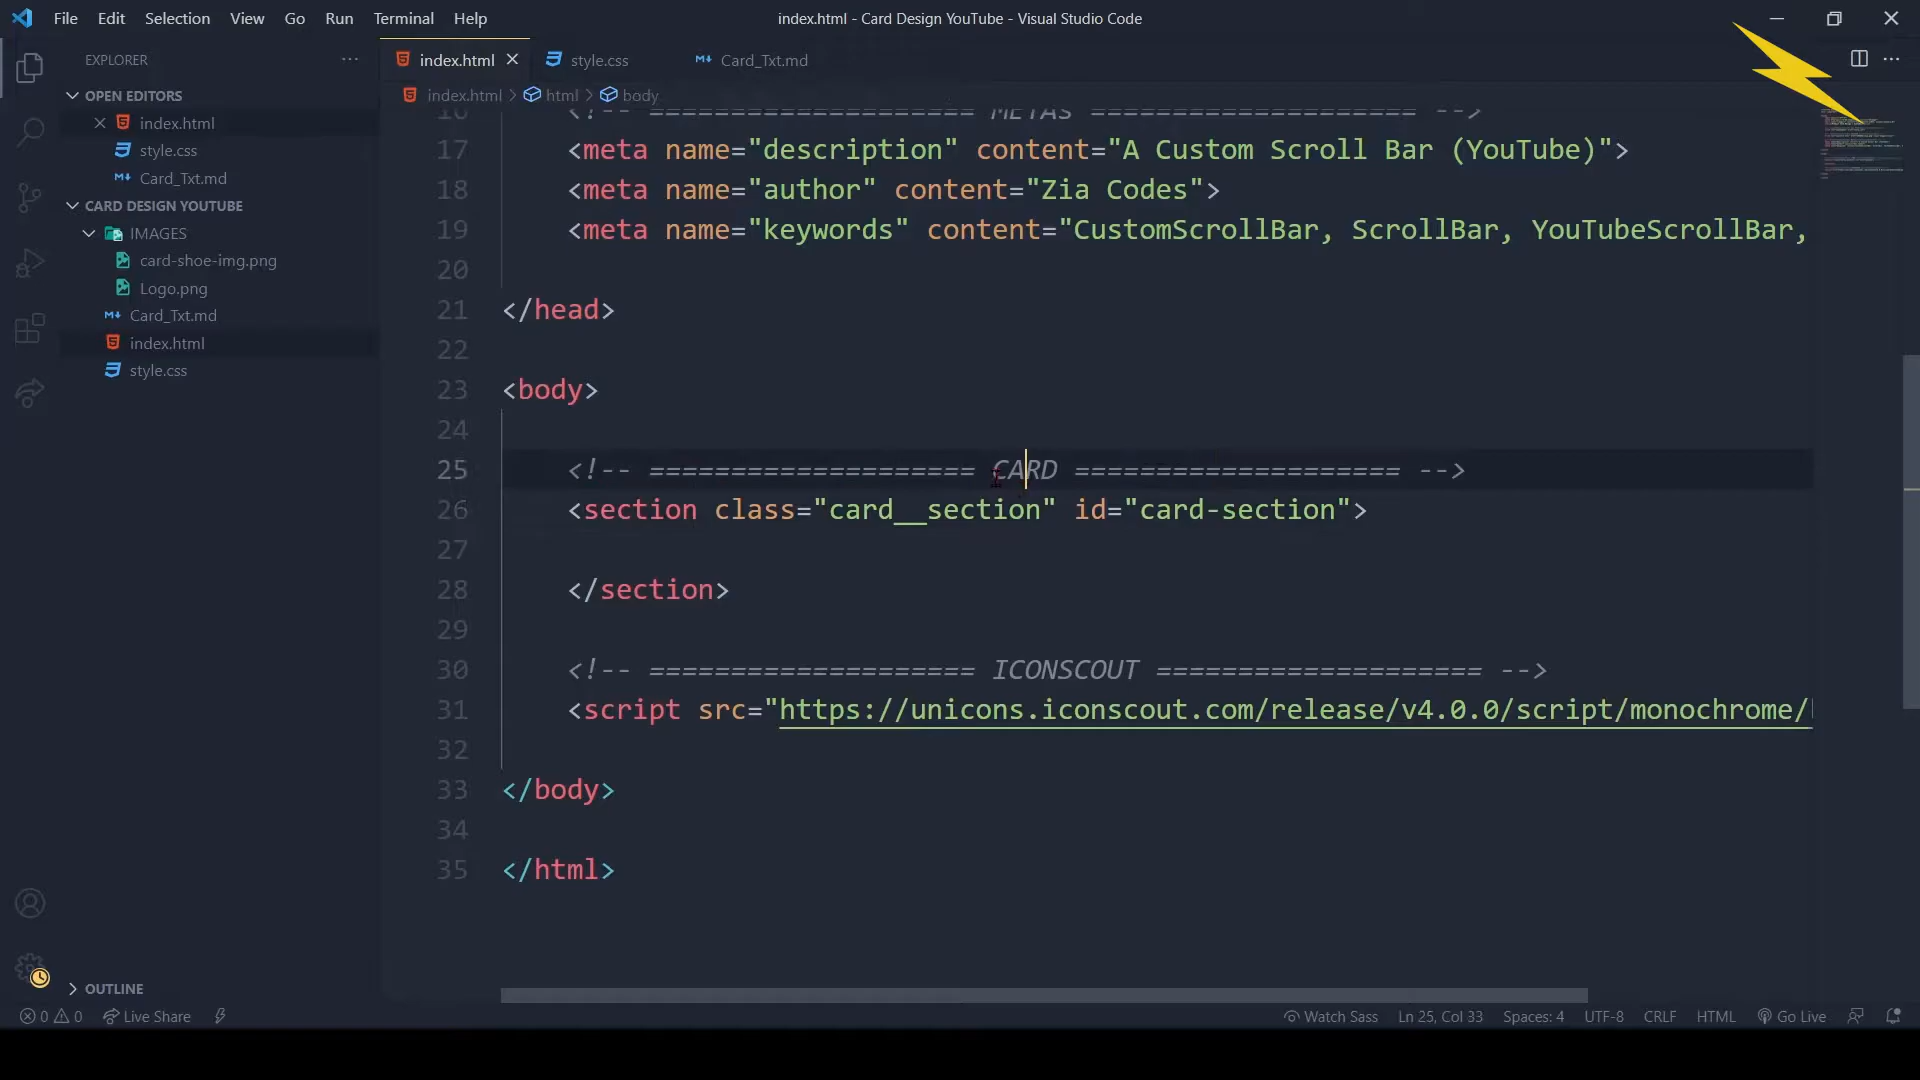 File Edit Selection View Go Run Terminal Help
index.html - Card Design YouTube - Visual Studio Code
EXPLORER
OPEN EDITORS
index.html
style.css
Card_Txt.md
CARD DESIGN YOUTUBE
IMAGES
card-shoe-img.png
Logo.png
Card_Txt.md
index.html
style.css
OUTLINE
index.html style.css Card_Txt.md
index.html > html > body
16 <!-- ==================== METAS ==================== -->
17 <meta name="description" content="A Custom Scroll Bar (YouTube)">
18 <meta name="author" content="Zia Codes">
19 <meta name="keywords" content="CustomScrollBar, ScrollBar, YouTubeScrollBar,
20
21 </head>
22
23 <body>
24
25 <!-- ==================== CARD ==================== -->
26 <section class="card__section" id="card-section">
27
28 </section>
29
30 <!-- ==================== ICONSCOUT ==================== -->
31 <script src="https://unicons.iconscout.com/release/v4.0.0/script/monochrome/
32
33 </body>
34
35 </html>
0 0 Live Share Watch Sass Ln 25, Col 33 Spaces: 4 UTF-8 CRLF HTML Go Live